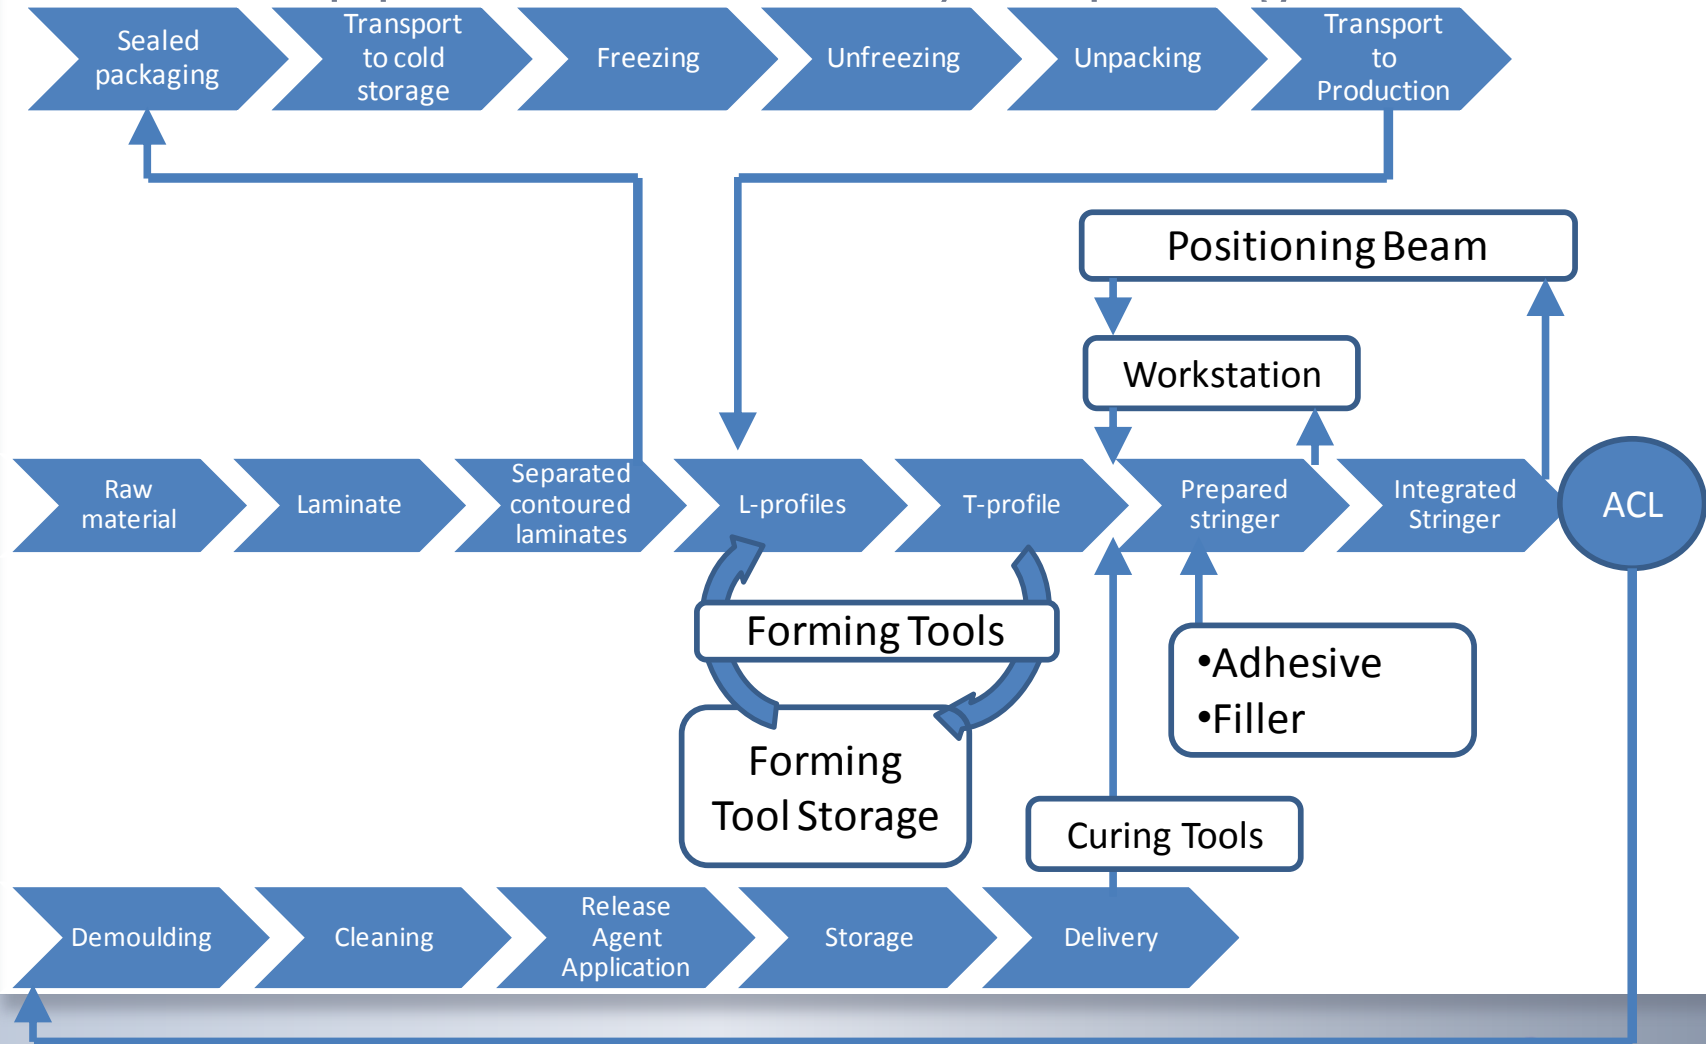 Sealed
packaging
Transport
to cold
storage
Freezing
Unfreezing
Unpacking
Transport
to
Production
Positioning Beam
Workstation
Raw
material
Laminate
Separated
contoured
laminates
L-profiles
T-profile
Prepared
stringer
Integrated
Stringer
ACL
Forming Tools
•Adhesive
•Filler
Forming
Tool Storage
Curing Tools
Demoulding
Cleaning
Release
Agent
Application
Storage
Delivery